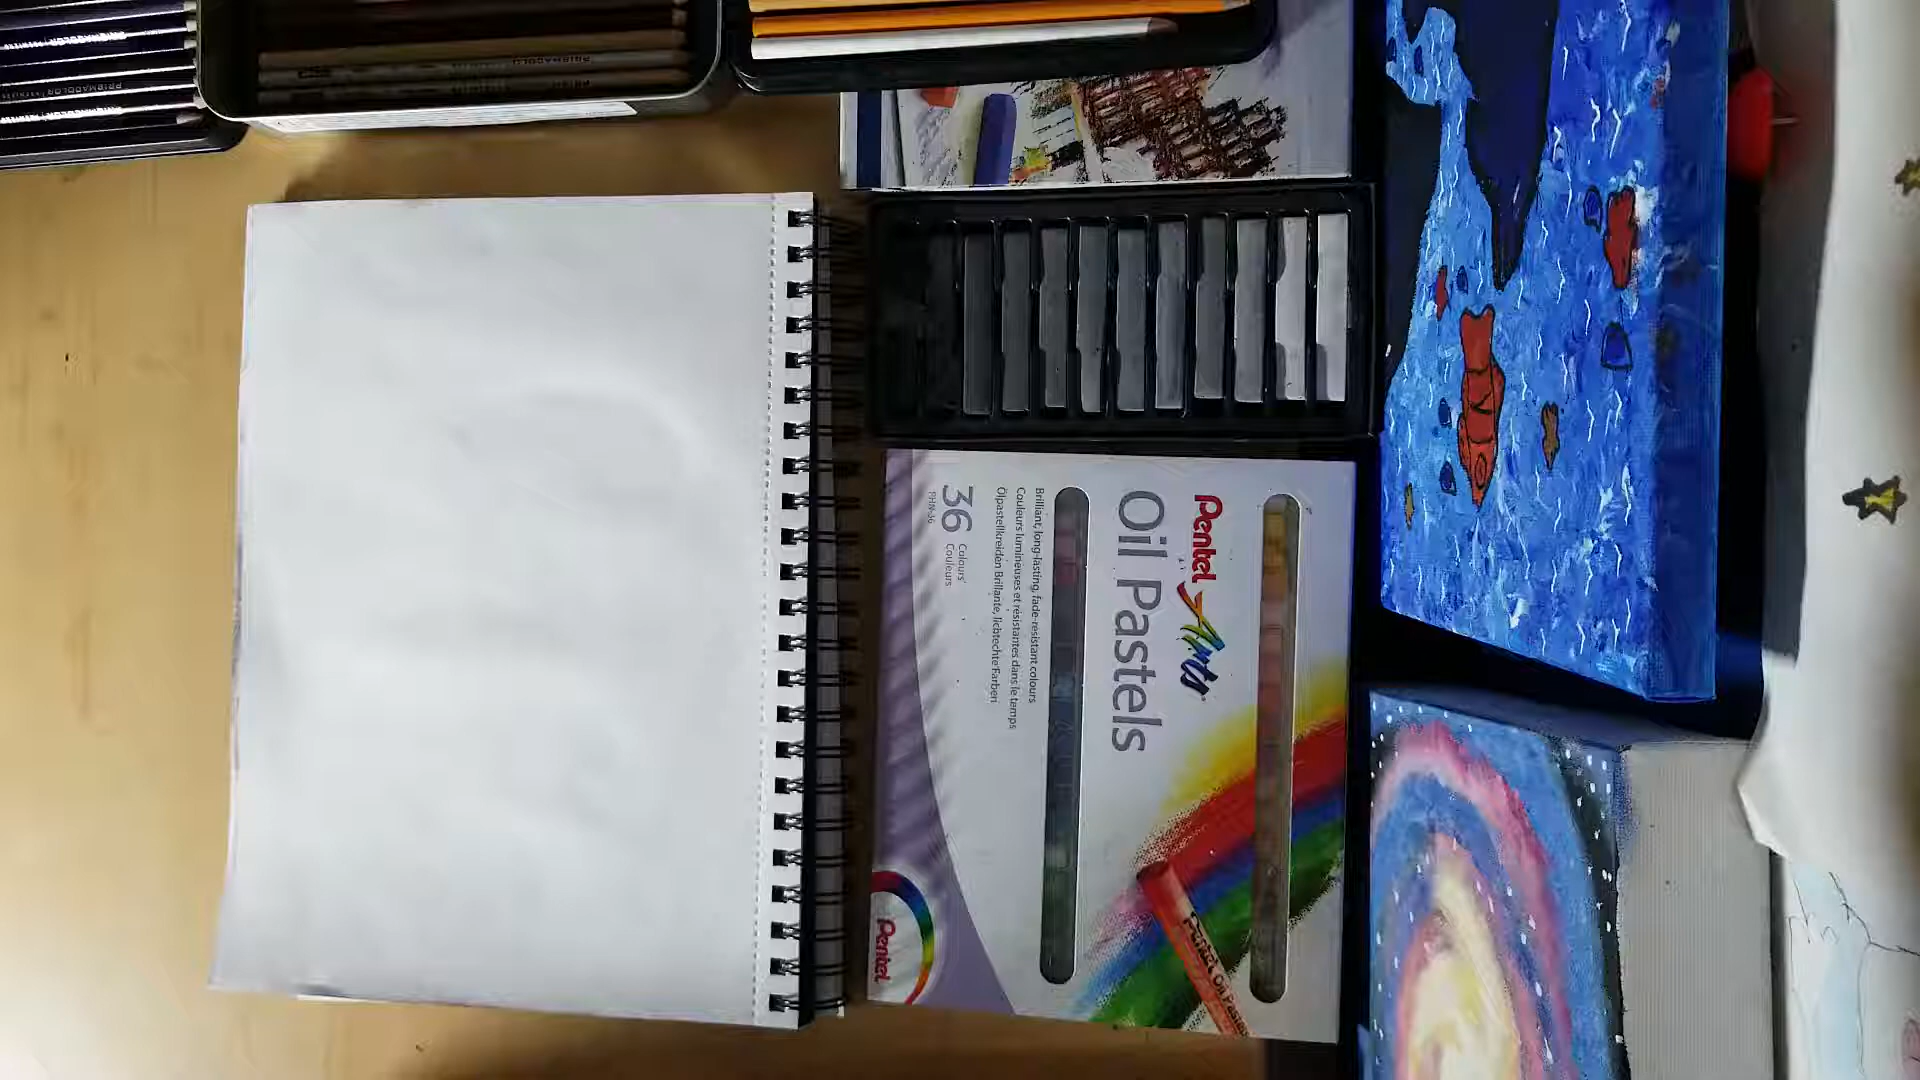 Pentel Arts
Oil Pastels
Brilliant, long-lasting, fade-resistant colours
Couleurs lumineuses et résistantes dans le temps
Ölpastellkreiden Brillante, lichtechte Farben
36 Colours
Couleurs
PHN-36
Pentel
Pentel Oil Pastels
PRISMACOLOR
PRISMACOLOR